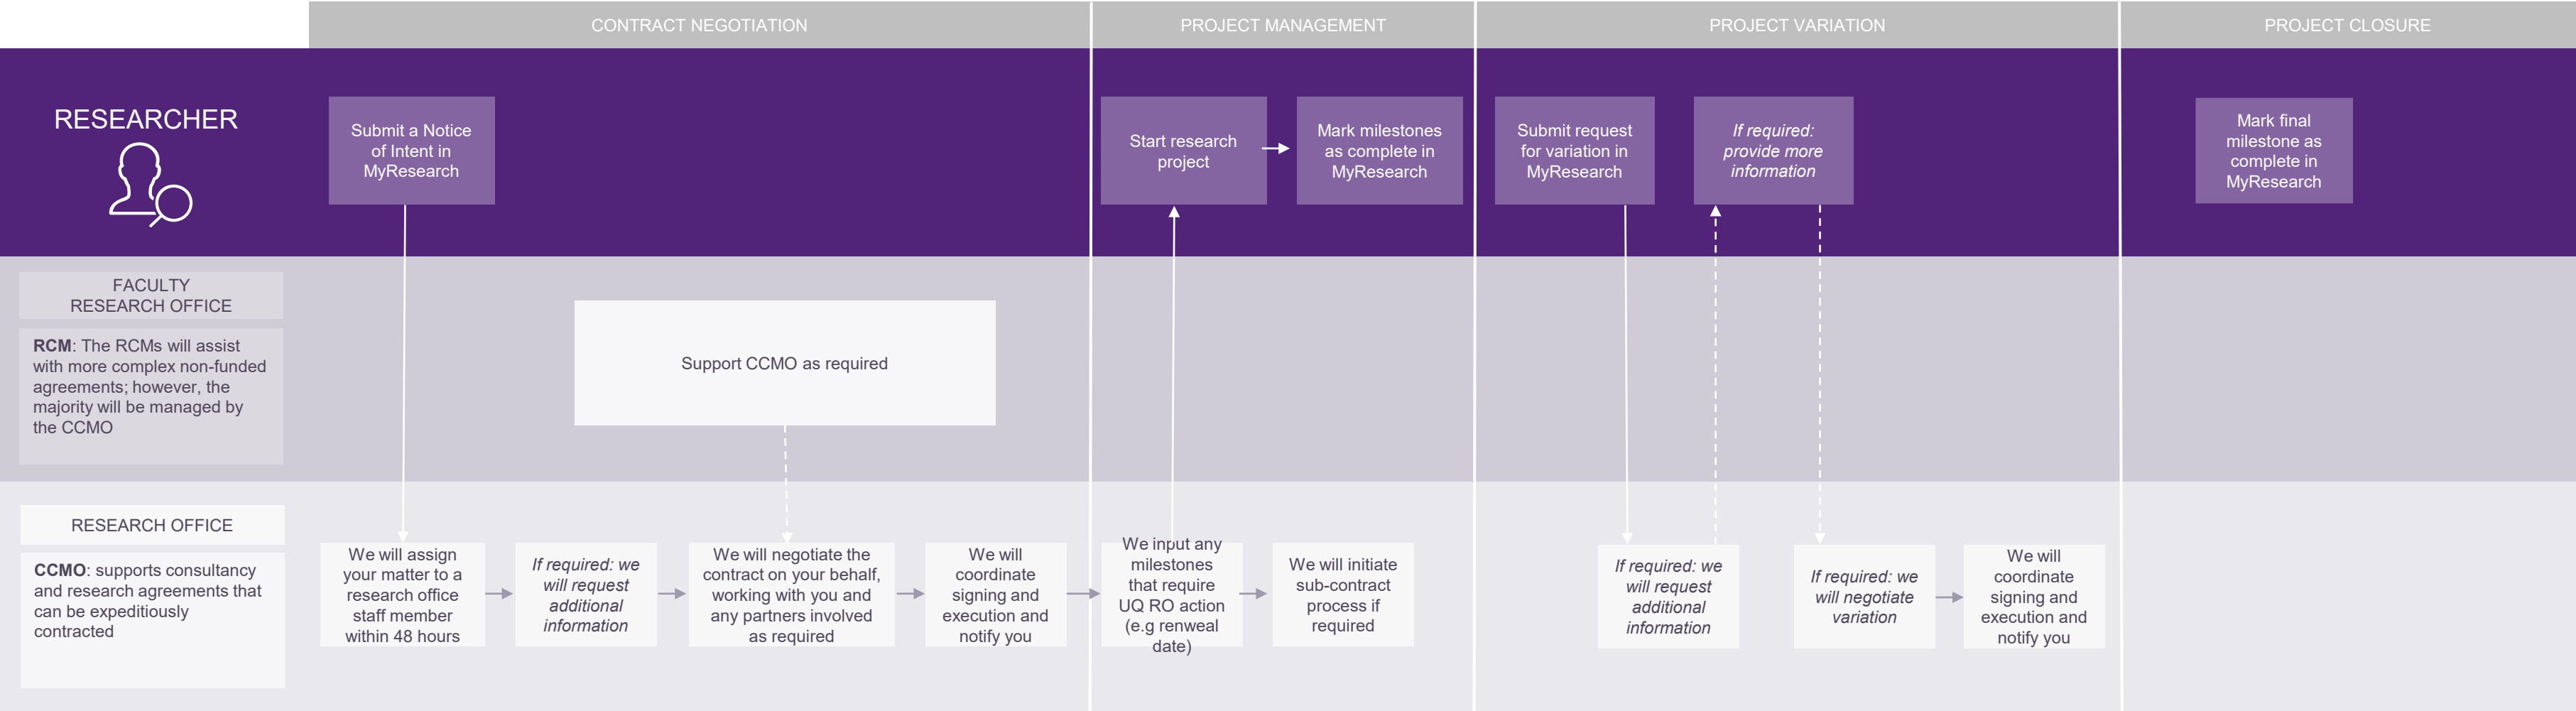 CONTRACT NEGOTIATION
PROJECT MANAGEMENT
PROJECT VARIATION
PROJECT CLOSURE
RESEARCHER
Submit a Notice
of Intent in
MyResearch
Start research
project
Mark milestones
as complete in
MyResearch
Submit request
for variation in
MyResearch
If required:
provide more
information
Mark final
milestone as
complete in
MyResearch
FACULTY
RESEARCH OFFICE
RCM: The RCMs will assist
with more complex non-funded
agreements; however, the
majority will be managed by
the CCMO
Support CCMO as required
RESEARCH OFFICE
CCMO: supports consultancy
and research agreements that
can be expeditiously
contracted
We will assign
your matter to a
research office
staff member
within 48 hours
If required: we
will request
additional
information
We will negotiate the
contract on your behalf,
working with you and
any partners involved
as required
We will
coordinate
signing and
execution and
notify you
We input any
milestones
that require
UQ RO action
(e.g renweal
date)
We will initiate
sub-contract
process if
required
If required: we
will request
additional
information
If required: we
will negotiate
variation
We will
coordinate
signing and
execution and
notify you